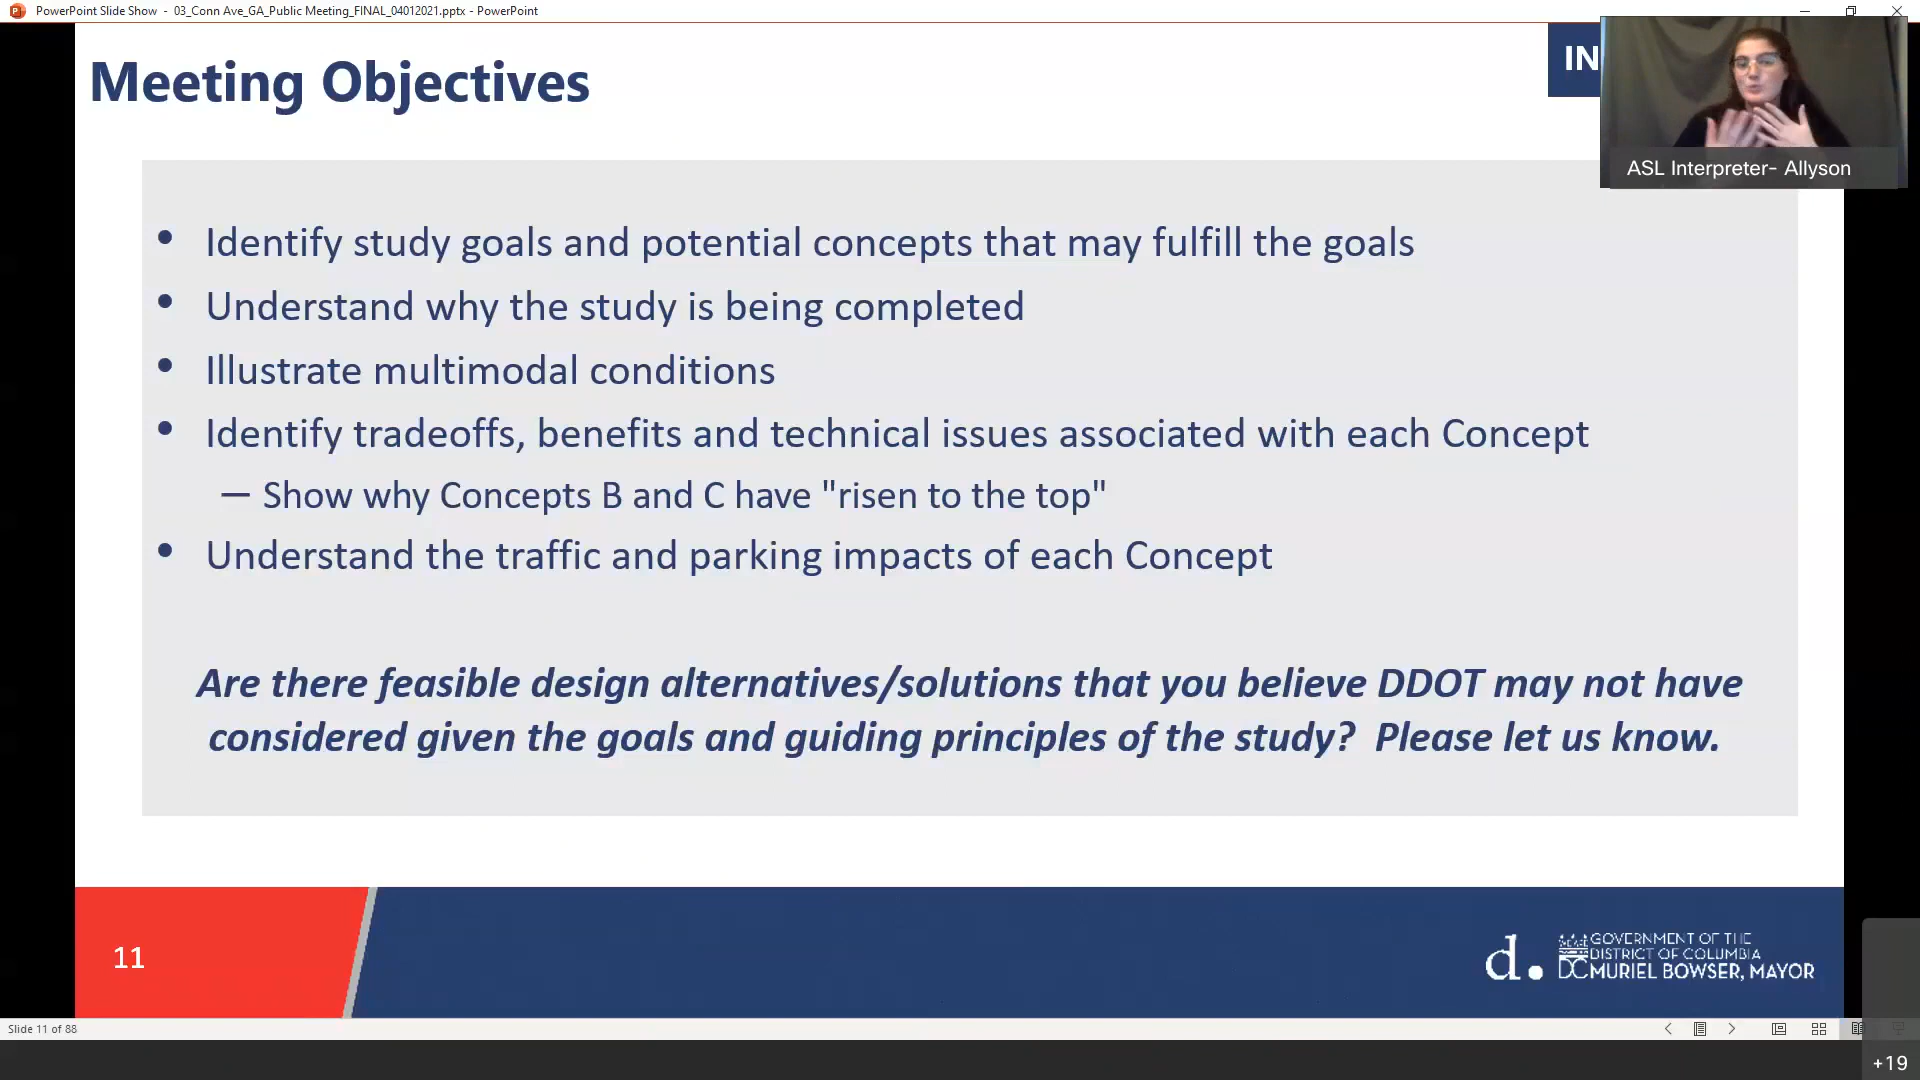 PowerPoint Slide Show - 03_Conn Ave_GA_Public Meeting_FINAL_04012021.pptx - PowerPoint
Meeting Objectives
IN
ASL Interpreter- Allyson
• Identify study goals and potential concepts that may fulfill the goals
• Understand why the study is being completed
• Illustrate multimodal conditions
• Identify tradeoffs, benefits and technical issues associated with each Concept
— Show why Concepts B and C have "risen to the top"
• Understand the traffic and parking impacts of each Concept
Are there feasible design alternatives/solutions that you believe DDOT may not have
considered given the goals and guiding principles of the study?  Please let us know.
11
d.
GOVERNMENT OF THE
DISTRICT OF COLUMBIA
DC MURIEL BOWSER, MAYOR
Slide 11 of 88
+19